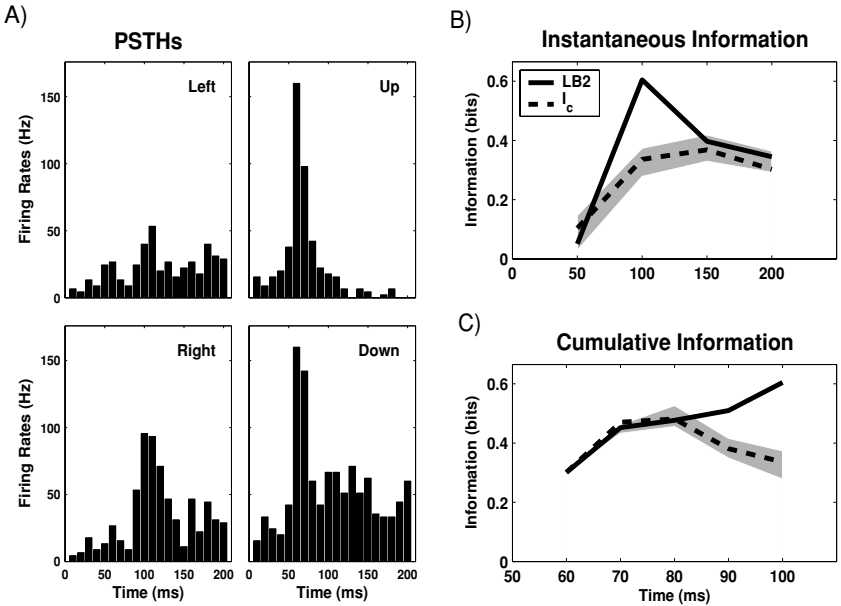 A)
PSTHs
Left
Up
150
100
50
0
Firing Rates (Hz)
Right
Down
150
100
50
0
Firing Rates (Hz)
0 50 100 150 200
0 50 100 150 200
Time (ms)
Time (ms)
B)
Instantaneous Information
LB2
I_c
0.6
0.4
0.2
0
Information (bits)
0 50 100 150 200
C)
Cumulative Information
0.6
0.4
0.2
0
Information (bits)
50 60 70 80 90 100
Time (ms)